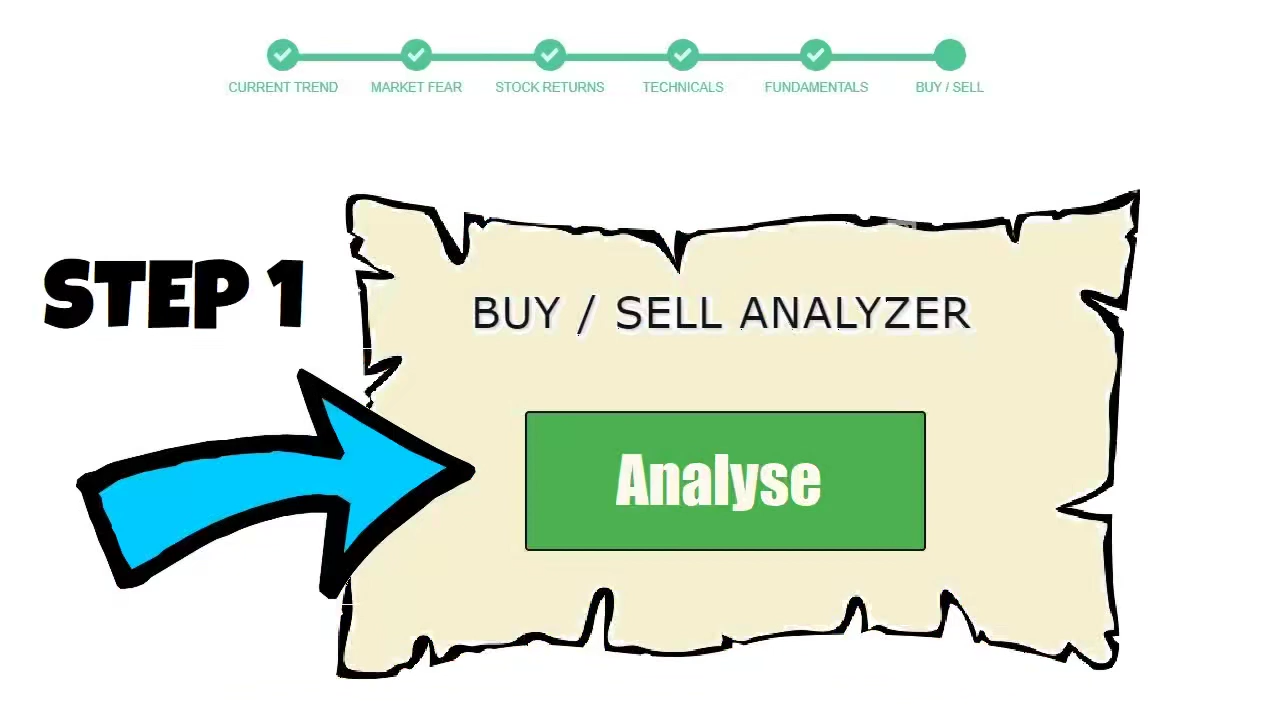 CURRENT TREND MARKET FEAR STOCK RETURNS TECHNICALS FUNDAMENTALS BUY / SELL
STEP 1
BUY / SELL ANALYZER
Analyse